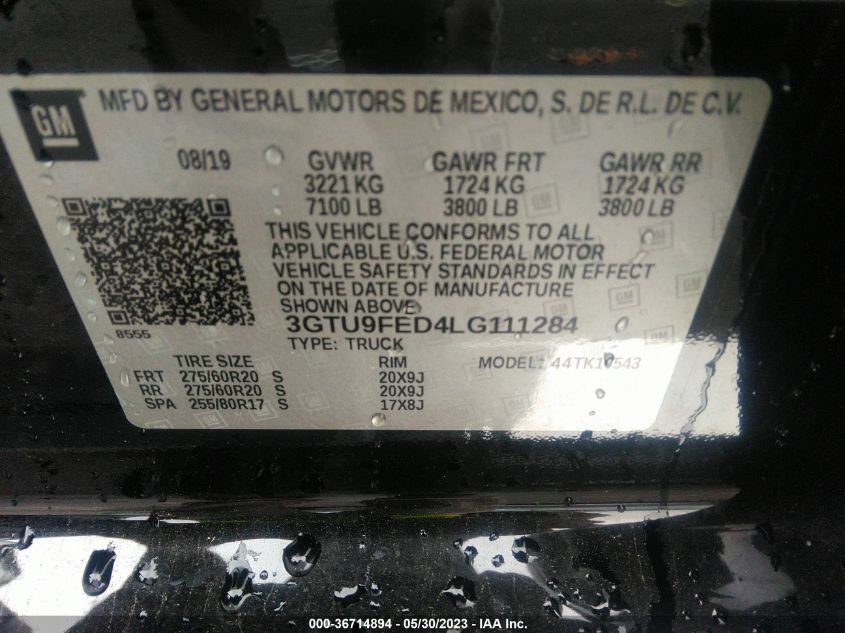 GM
MFD BY GENERAL MOTORS DE MEXICO, S. DE R.L. DE C.V.
08/19 GVWR GAWR FRT GAWR RR
3221 KG 1724 KG 1724 KG
7100 LB 3800 LB 3800 LB
THIS VEHICLE CONFORMS TO ALL
APPLICABLE U.S. FEDERAL MOTOR
VEHICLE SAFETY STANDARDS IN EFFECT
ON THE DATE OF MANUFACTURE
SHOWN ABOVE
3GTU9FED4LG111284
8555
TYPE: TRUCK
TIRE SIZE RIM MODEL: 44TK10543
FRT 275/60R20 S 20X9J
RR 275/60R20 S 20X9J
SPA 255/80R17 S 17X8J
000-36714894 / 05/30/2023 - IAA Inc.